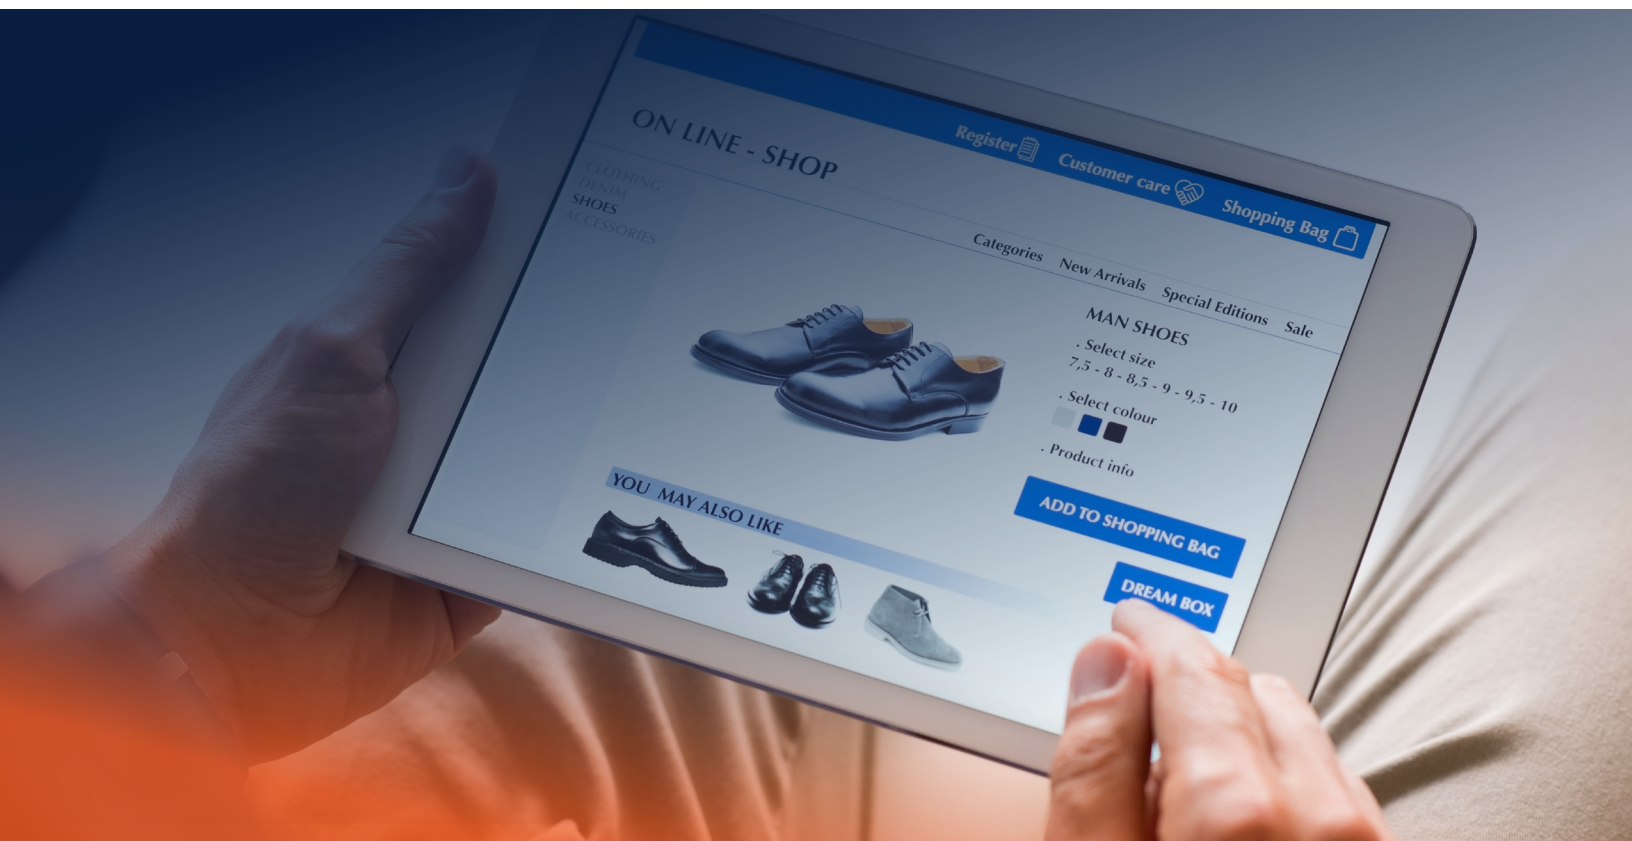 Register
Customer care
Shopping Bag
ON LINE - SHOP
CLOTHING
DENIM
SHOES
ACCESSORIES
Categories
New Arrivals
Special Editions
Sale
MAN SHOES
. Select size
7,5 - 8 - 8,5 - 9 - 9,5 - 10
. Select colour
. Product info
ADD TO SHOPPING BAG
DREAM BOX
YOU MAY ALSO LIKE